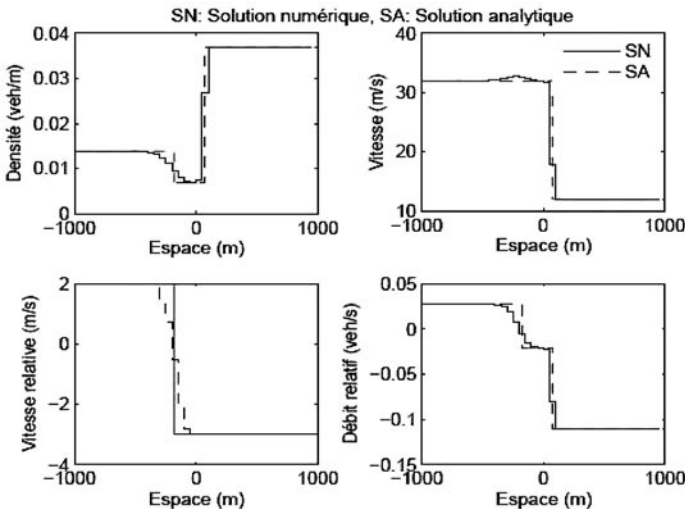 SN: Solution numérique, SA: Solution analytique
0.04
0.03
0.02
0.01
0
−1000
0
1000
Densité (veh/m)
Espace (m)
40
30
20
10
−1000
0
1000
Vitesse (m/s)
Espace (m)
SN
SA
2
0
−2
−4
−1000
0
1000
Vitesse relative (m/s)
Espace (m)
0.05
0
−0.05
−0.1
−0.15
−1000
0
1000
Débit relatif (veh/s)
Espace (m)